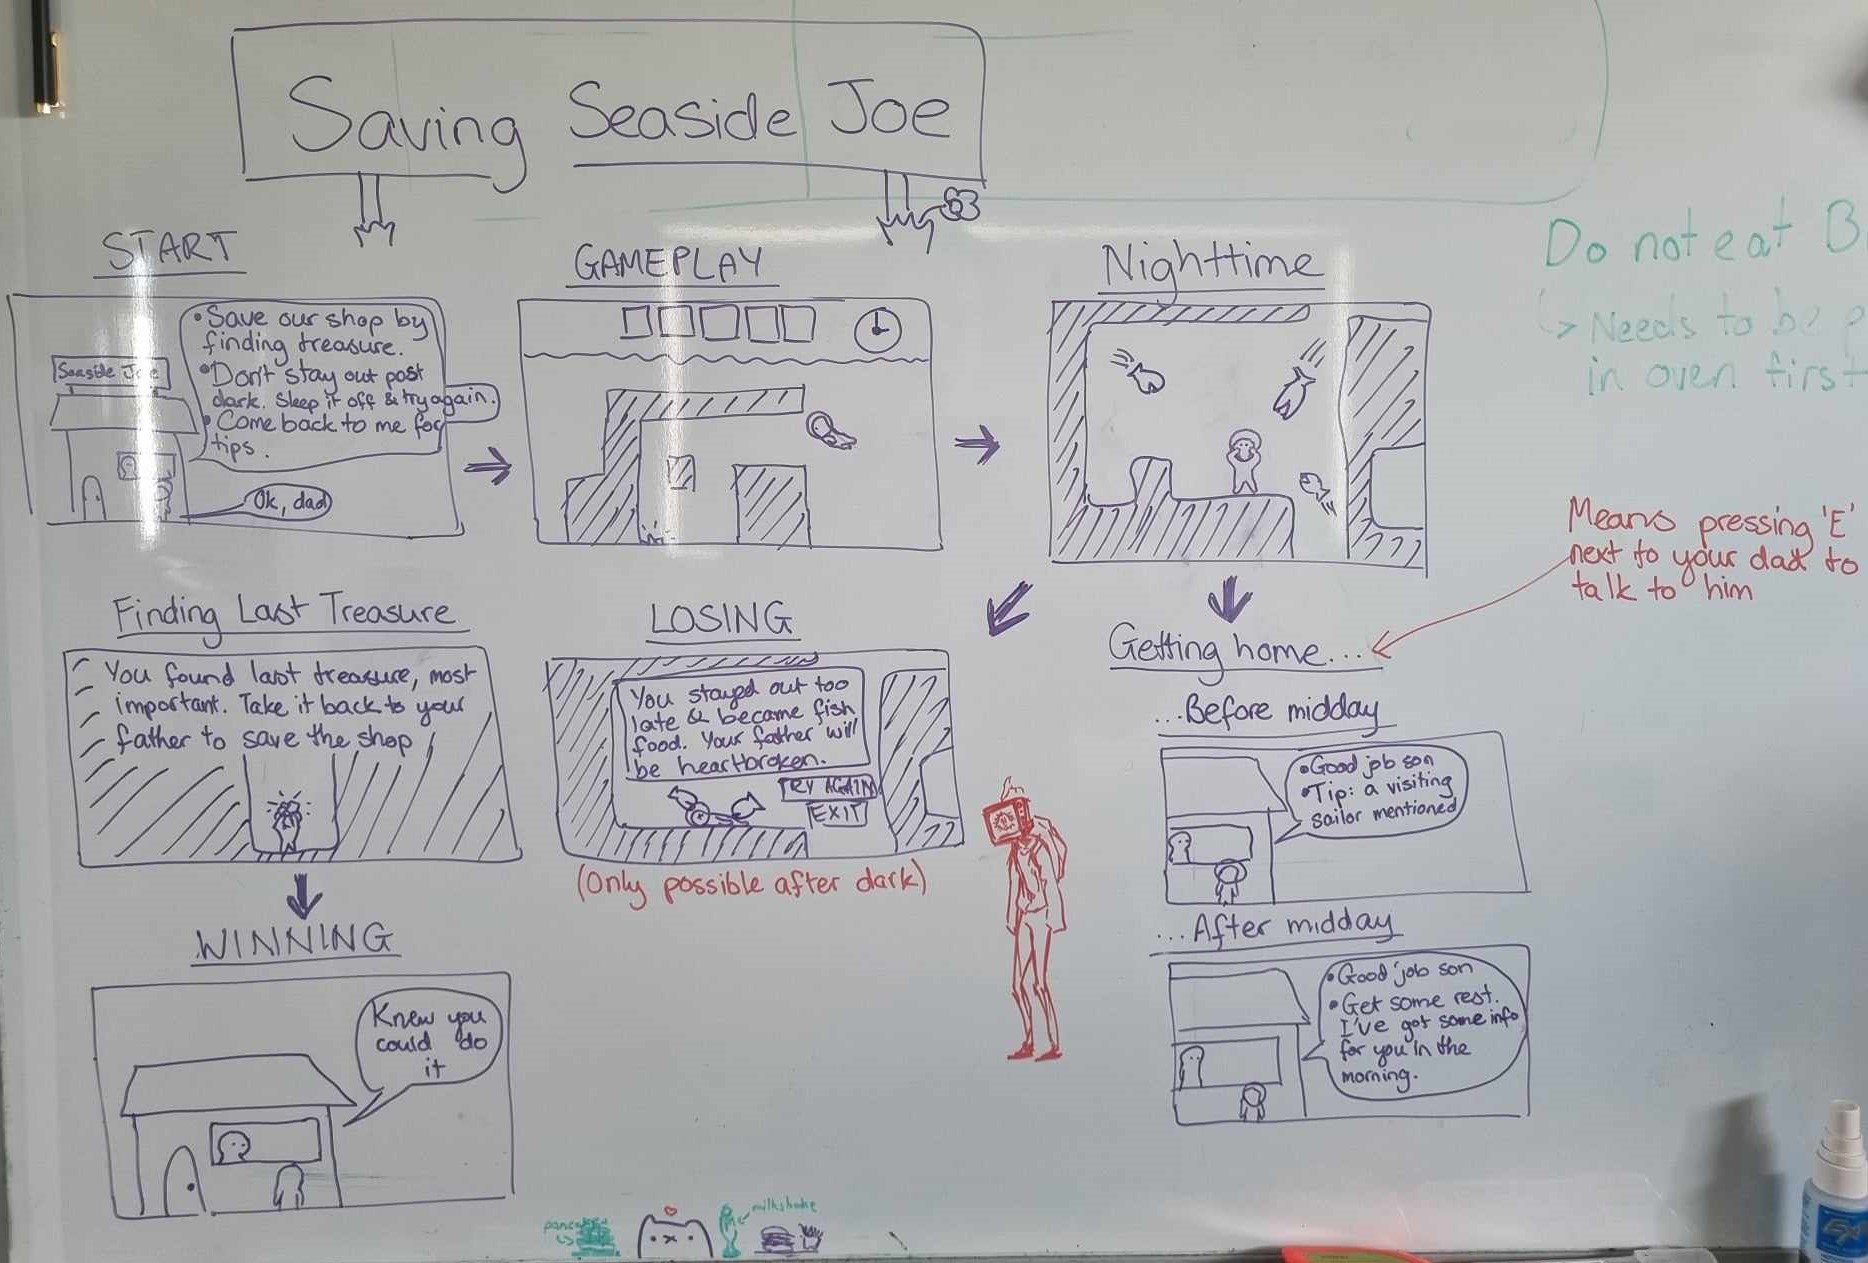 Saving Seaside Joe
START
• Save our shop by
finding treasure.
• Don't stay out past
dark. Sleep it off & try again.
• Come back to me for
tips.
Seaside Joe
Ok, dad
GAMEPLAY
Nighttime
Do not eat B
↳ Needs to be p
in oven first
Means pressing 'E'
next to your dad to
talk to him
Finding Last Treasure
You found last treasure, most
important. Take it back to your
father to save the shop
LOSING
You stayed out too
late & became fish
food. Your father will
be heartbroken.
TRY AGAIN
EXIT
(Only possible after dark)
Getting home...
...Before midday
• Good job son
• Tip: a visiting
sailor mentioned
...After midday
• Good job son
• Get some rest.
I've got some info
for you in the
morning.
WINNING
Knew you
could do
it
milkshake